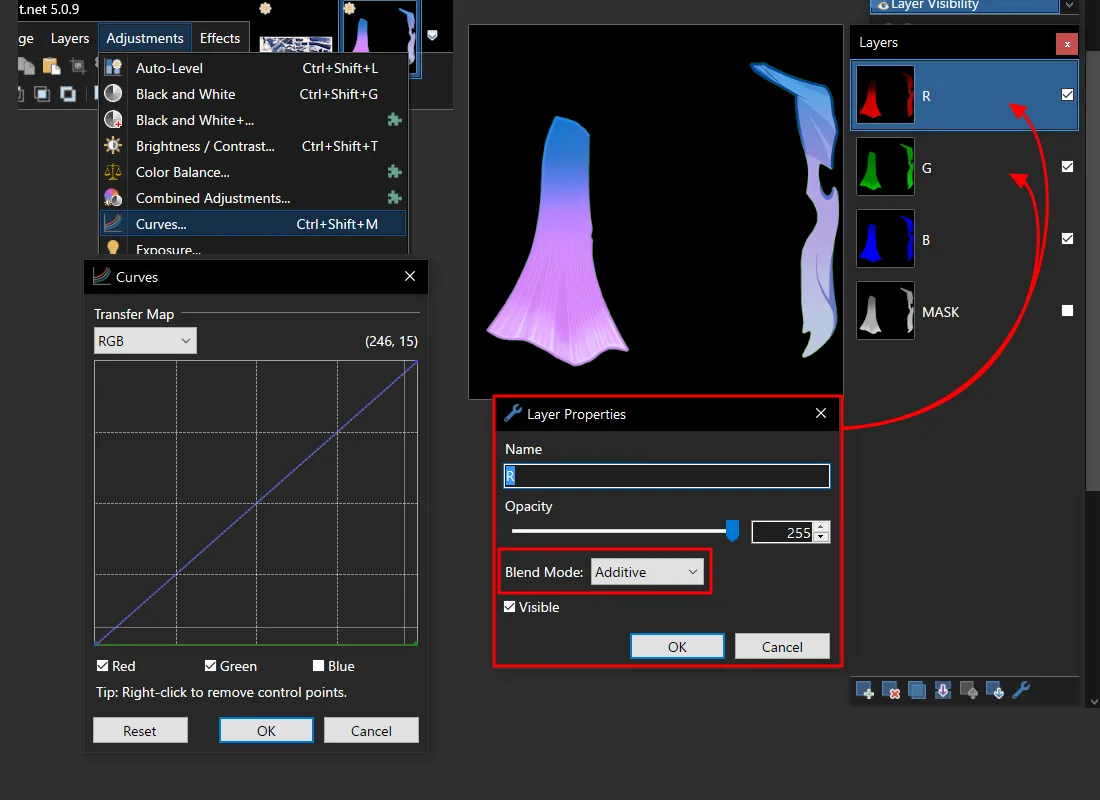 t.net 5.0.9
ge Layers Adjustments Effects
Auto-Level Ctrl+Shift+L
Black and White Ctrl+Shift+G
Black and White+...
Brightness / Contrast... Ctrl+Shift+T
Color Balance...
Combined Adjustments...
Curves... Ctrl+Shift+M
Exposure...
Curves
Transfer Map
RGB (246, 15)
Red Green Blue
Tip: Right-click to remove control points.
Reset OK Cancel
Layer Properties
Name
R
Opacity
255
Blend Mode: Additive
Visible
OK Cancel
Layer Visibility
Layers x
R
G
B
MASK